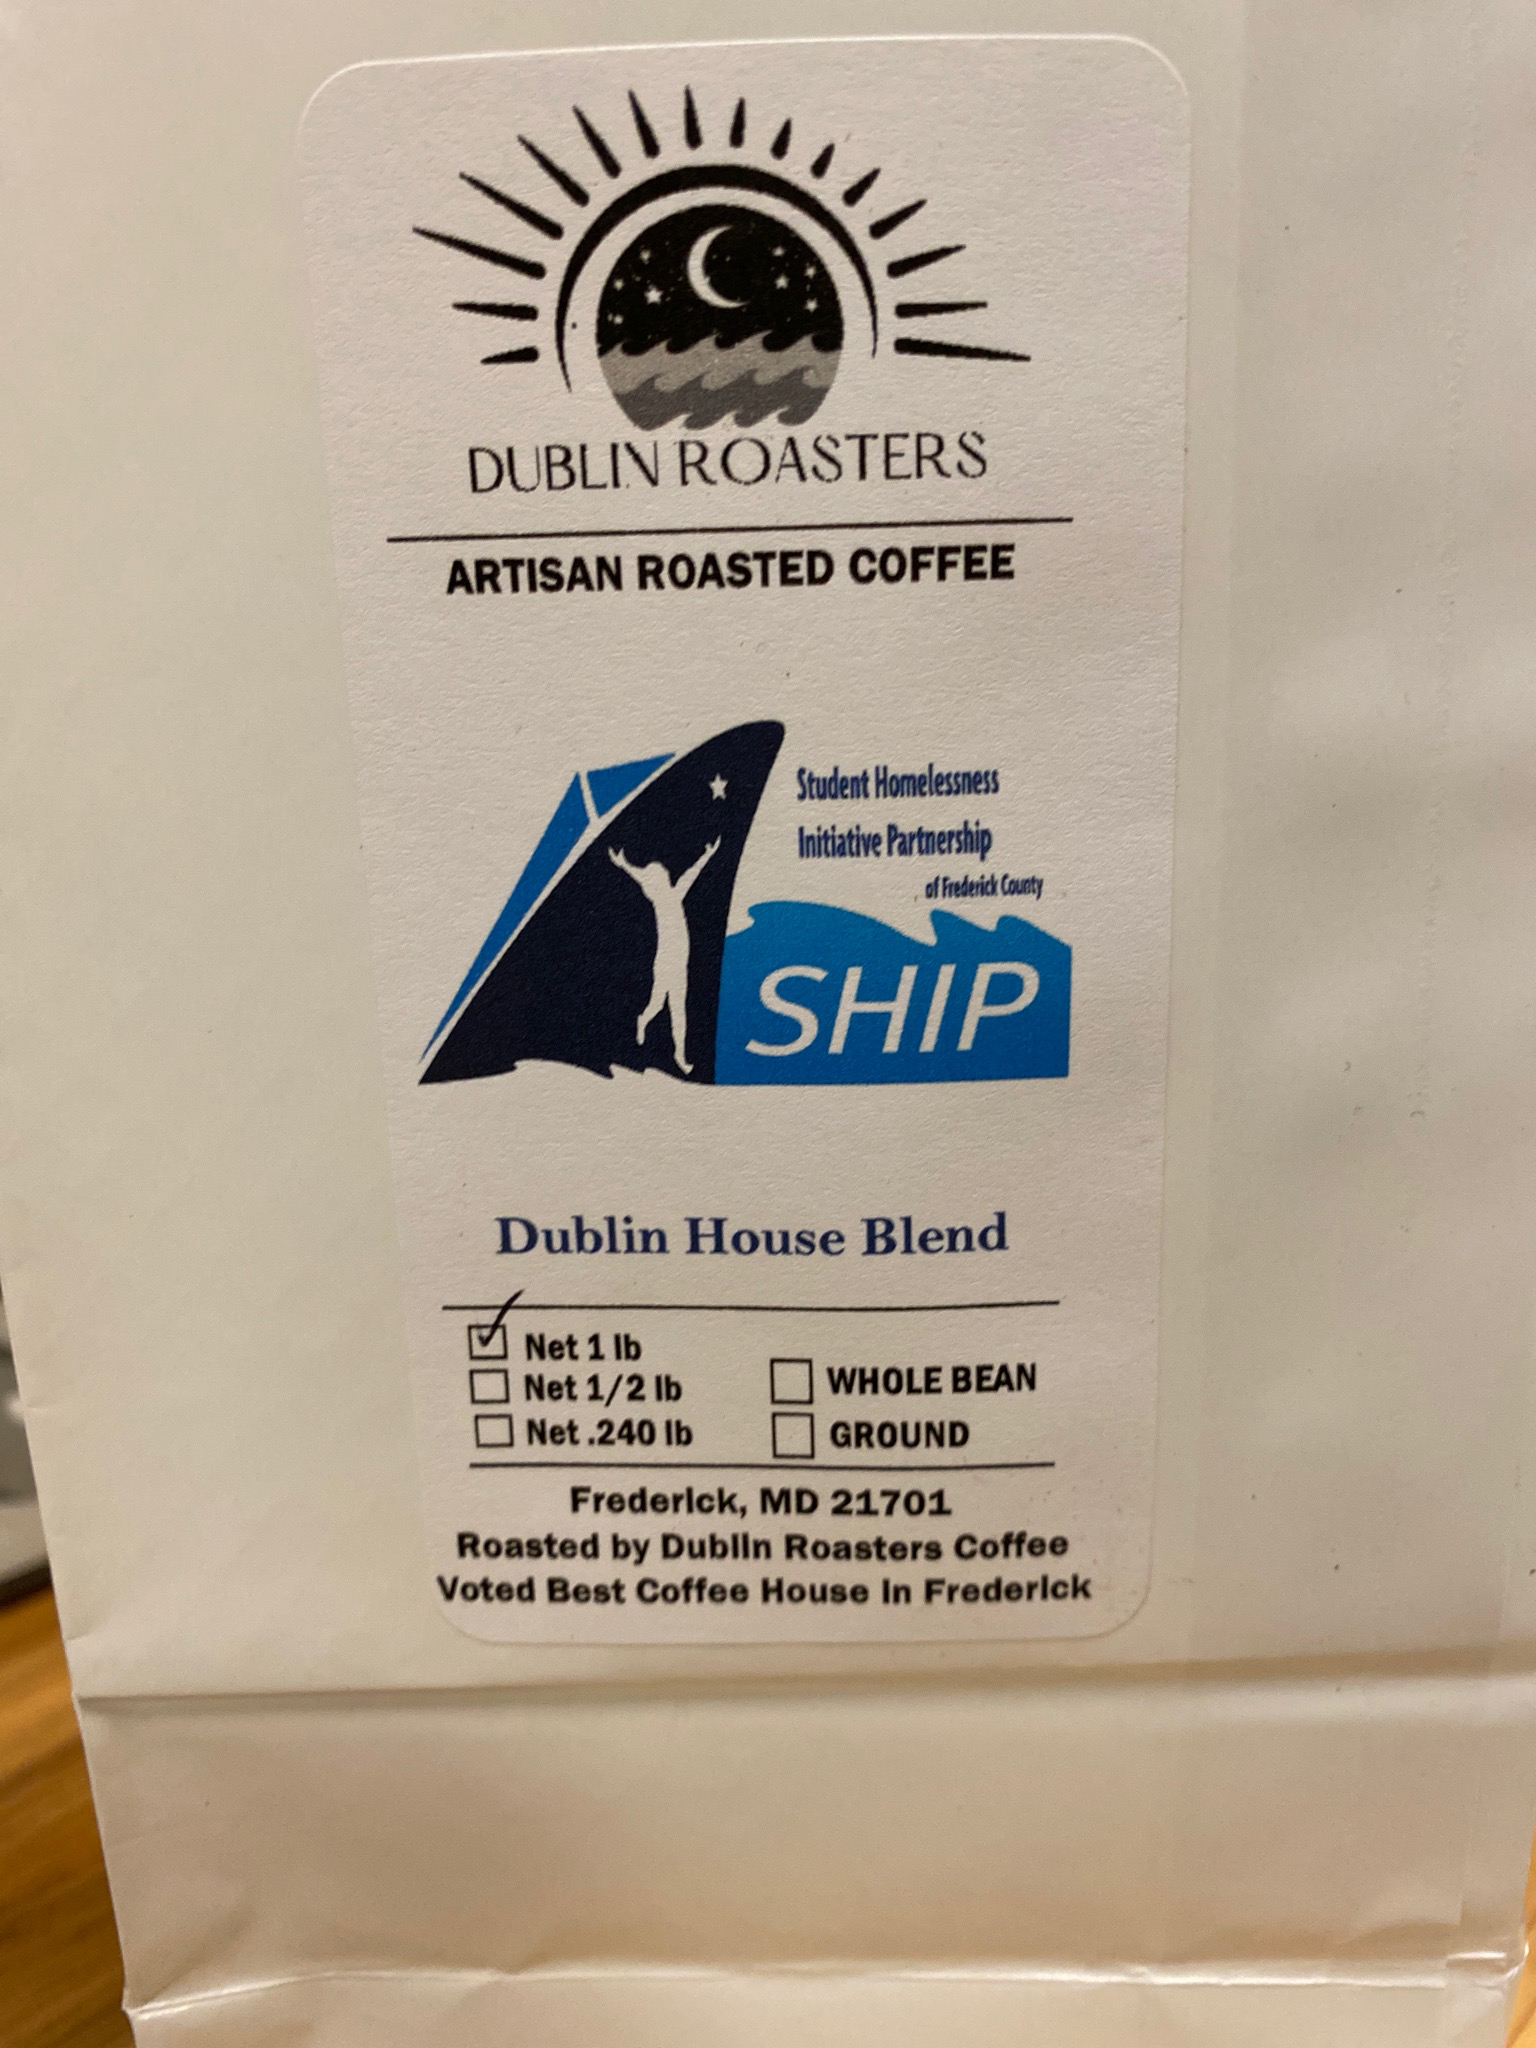 DUBLIN ROASTERS
ARTISAN ROASTED COFFEE
Student Homelessness
Initiative Partnership
of Frederick County
SHIP
Dublin House Blend
Net 1 lb
Net 1/2 lb
Net .240 lb
WHOLE BEAN
GROUND
Frederick, MD 21701
Roasted by Dublin Roasters Coffee
Voted Best Coffee House In Frederick